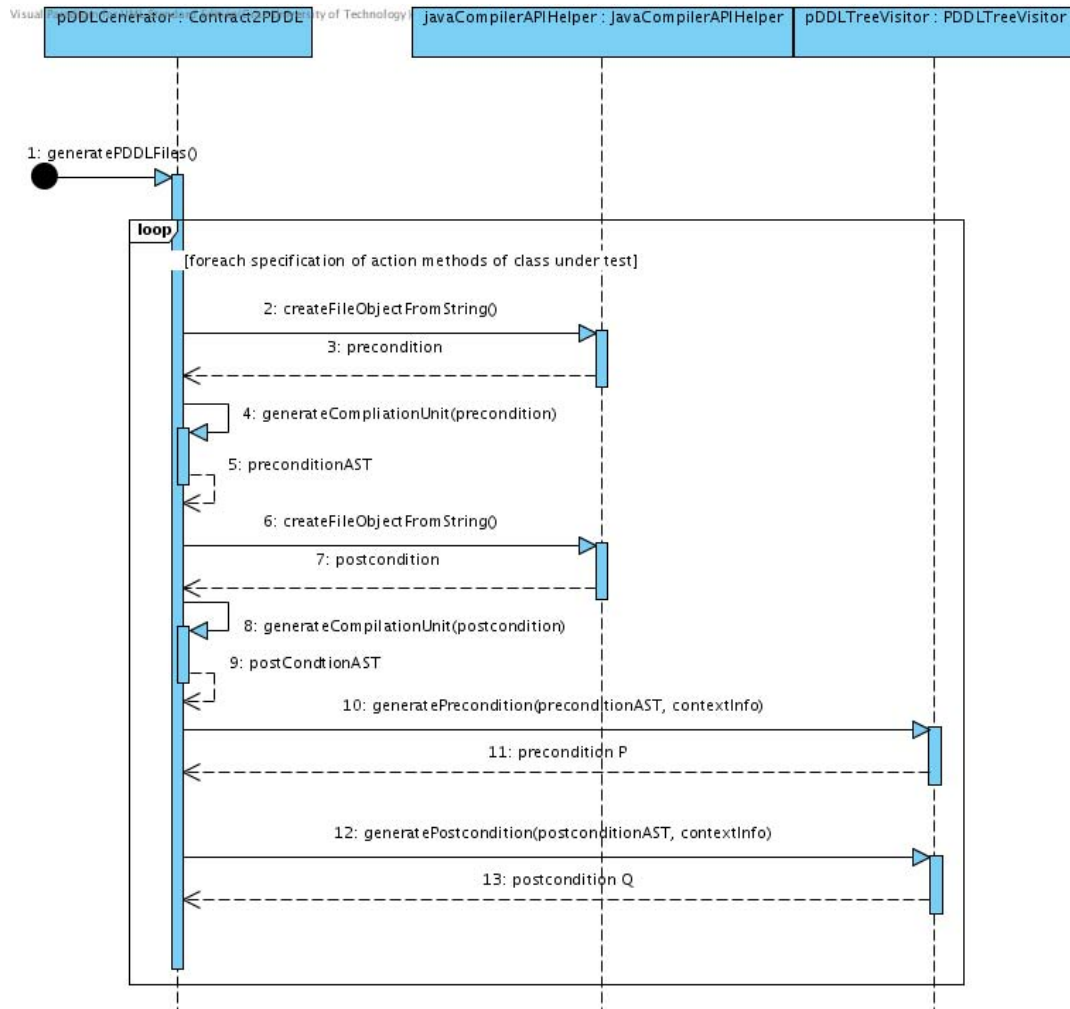 pDDLGenerator : Contract2PDDL
javaCompilerAPIHelper : JavaCompilerAPIHelper
pDDLTreeVisitor : PDDLTreeVisitor
1: generatePDDLFiles()
loop
[foreach specification of action methods of class under test]
2: createFileObjectFromString()
3: precondition
4: generateCompliationUnit(precondition)
5: preconditionAST
6: createFileObjectFromString()
7: postcondition
8: generateCompilationUnit(postcondition)
9: postCondtionAST
10: generatePrecondition(preconditionAST, contextInfo)
11: precondition P
12: generatePostcondition(postconditionAST, contextInfo)
13: postcondition Q